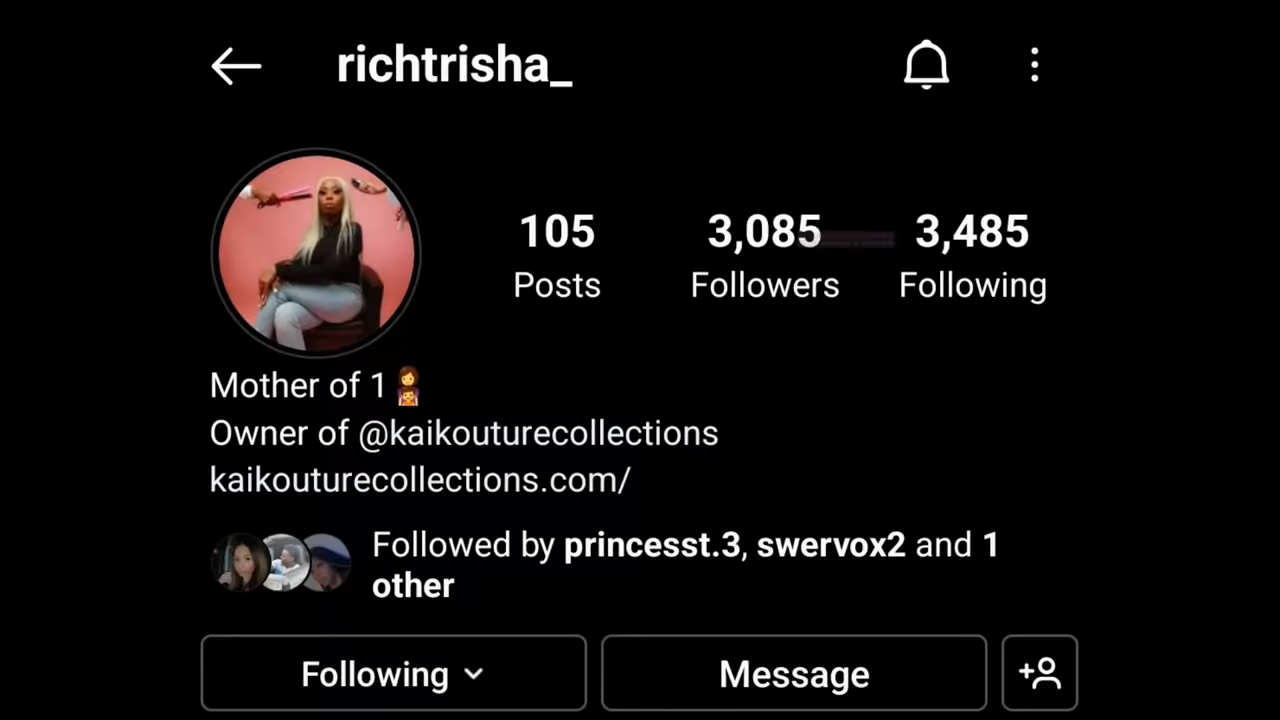 richtrisha_
105 3,085 3,485
Posts Followers Following
Mother of 1
Owner of @kaikouturecollections
kaikouturecollections.com/
Followed by princesst.3, swervox2 and 1
other
Following Message